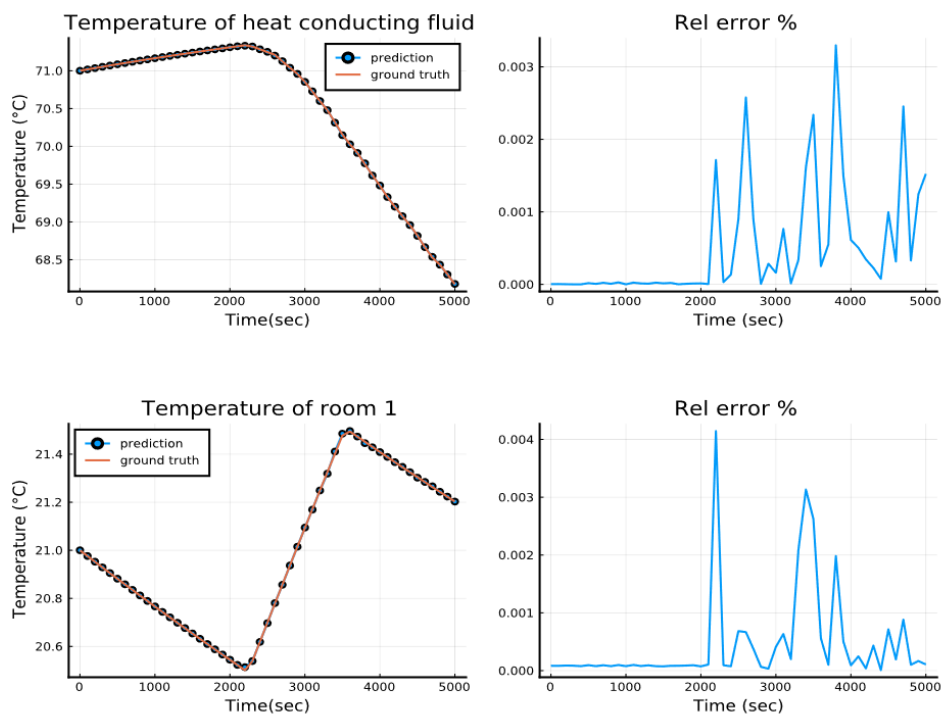 Temperature of heat conducting fluid
Temperature (°C)
71.0
70.5
70.0
69.5
69.0
68.5
prediction
ground truth
0 1000 2000 3000 4000 5000
Time(sec)
Rel error %
0.003
0.002
0.001
0.000
0 1000 2000 3000 4000 5000
Time (sec)
Temperature of room 1
Temperature (°C)
21.4
21.2
21.0
20.8
20.6
prediction
ground truth
0 1000 2000 3000 4000 5000
Time(sec)
Rel error %
0.004
0.003
0.002
0.001
0.000
0 1000 2000 3000 4000 5000
Time (sec)